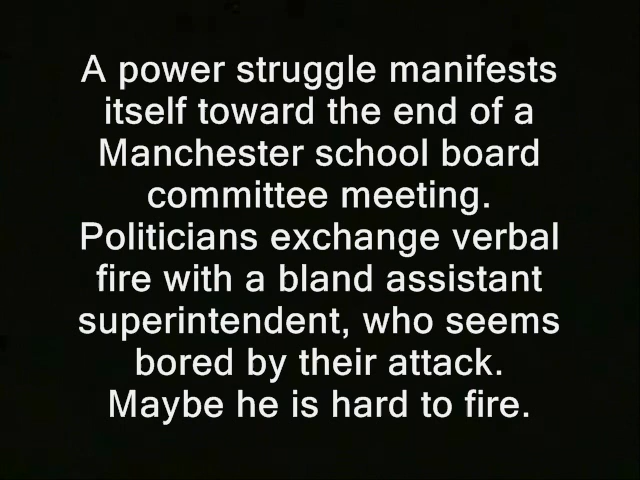 A power struggle manifests
itself toward the end of a
Manchester school board
committee meeting.
Politicians exchange verbal
fire with a bland assistant
superintendent, who seems
bored by their attack.
Maybe he is hard to fire.